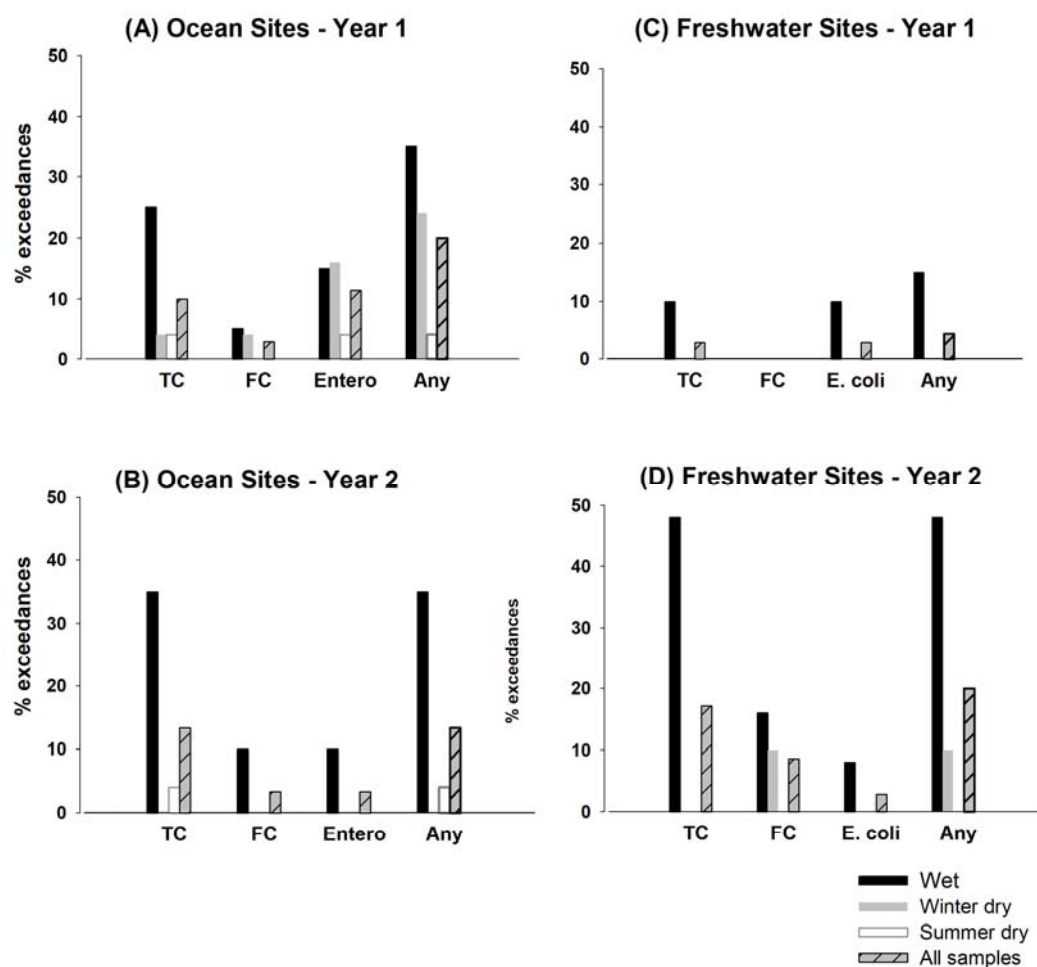 (A) Ocean Sites - Year 1
50
40
30
20
10
0
% exceedances
TC FC Entero Any
(C) Freshwater Sites - Year 1
50
40
30
20
10
0
TC FC E. coli Any
(B) Ocean Sites - Year 2
50
40
30
20
10
0
% exceedances
TC FC Entero Any
(D) Freshwater Sites - Year 2
50
40
30
20
10
0
% exceedances
TC FC E. coli Any
Wet
Winter dry
Summer dry
All samples